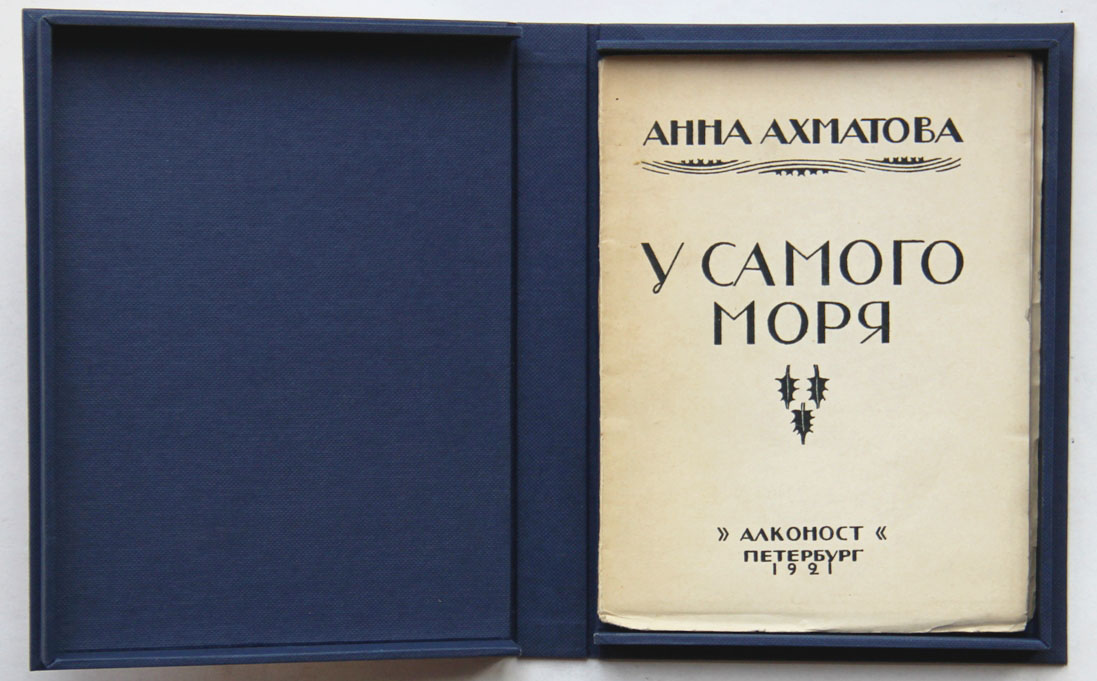 АННА АХМАТОВА
У САМОГО
МОРЯ
» АЛКОНОСТ «
ПЕТЕРБУРГ
1921